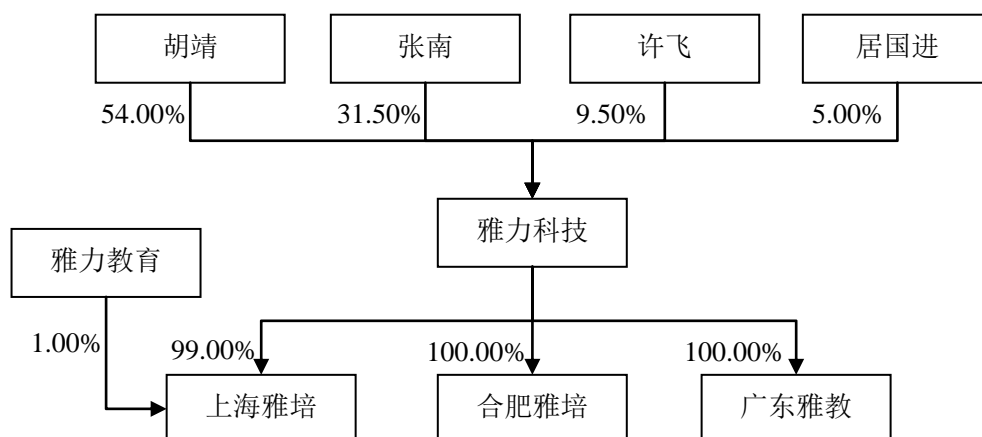 胡靖
张南
许飞
居国进
54.00%
31.50%
9.50%
5.00%
雅力科技
雅力教育
1.00%
99.00%
100.00%
100.00%
上海雅培
合肥雅培
广东雅教